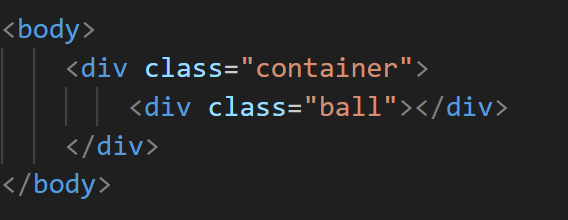 <body>
<div class="container">
<div class="ball"></div>
</div>
</body>